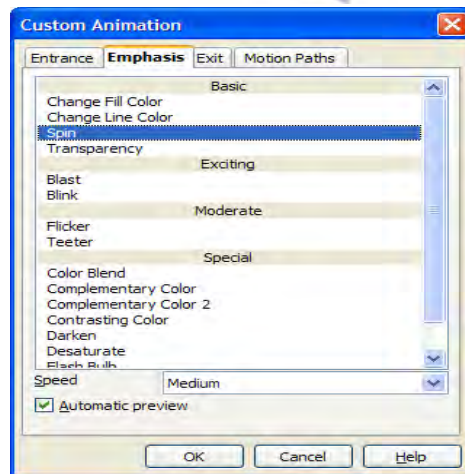 Custom Animation
Entrance Emphasis Exit Motion Paths
Basic
Change Fill Color
Change Line Color
Spin
Transparency
Exciting
Blast
Blink
Moderate
Flicker
Teeter
Special
Color Blend
Complementary Color
Complementary Color 2
Contrasting Color
Darken
Desaturate
Flash Bulb
Speed Medium
Automatic preview
OK Cancel Help